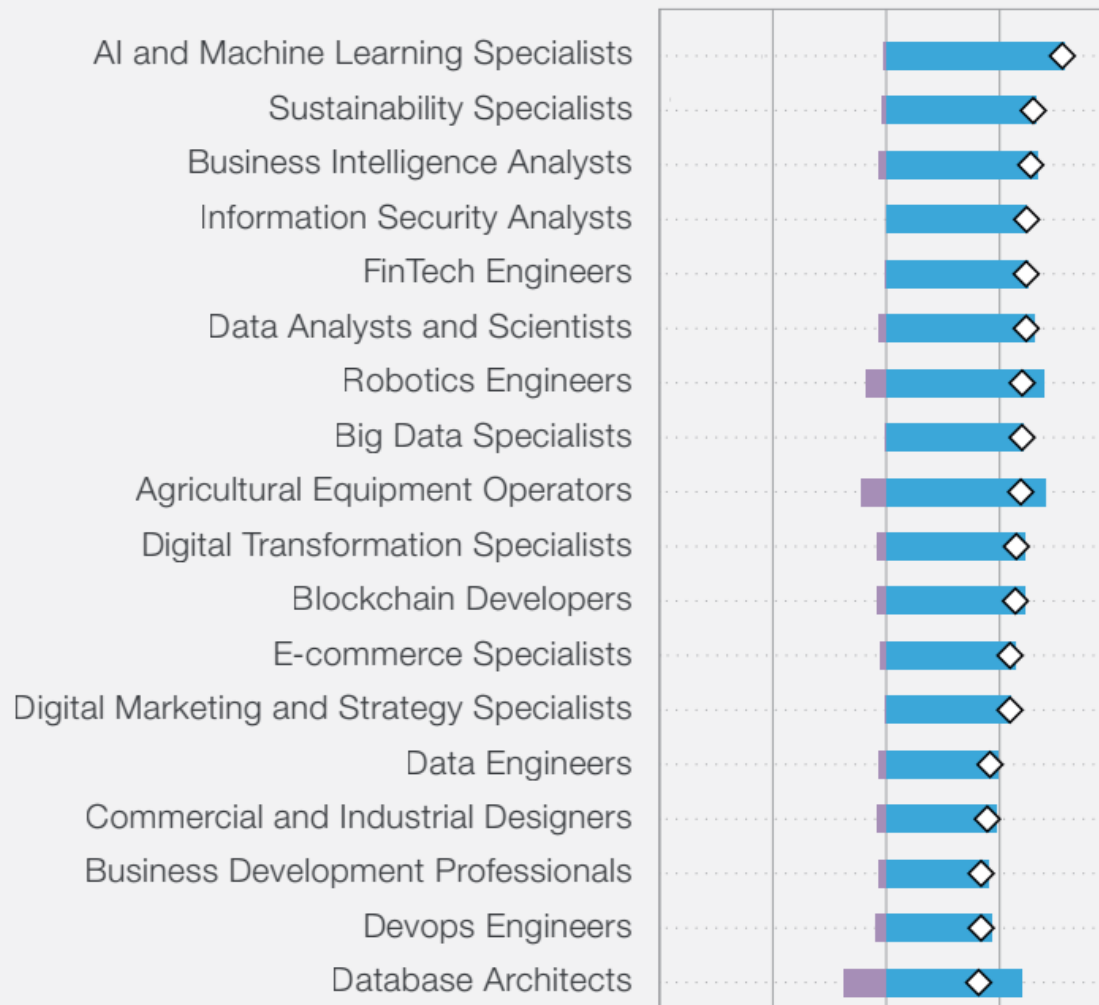 AI and Machine Learning Specialists
Sustainability Specialists
Business Intelligence Analysts
Information Security Analysts
FinTech Engineers
Data Analysts and Scientists
Robotics Engineers
Big Data Specialists
Agricultural Equipment Operators
Digital Transformation Specialists
Blockchain Developers
E-commerce Specialists
Digital Marketing and Strategy Specialists
Data Engineers
Commercial and Industrial Designers
Business Development Professionals
Devops Engineers
Database Architects